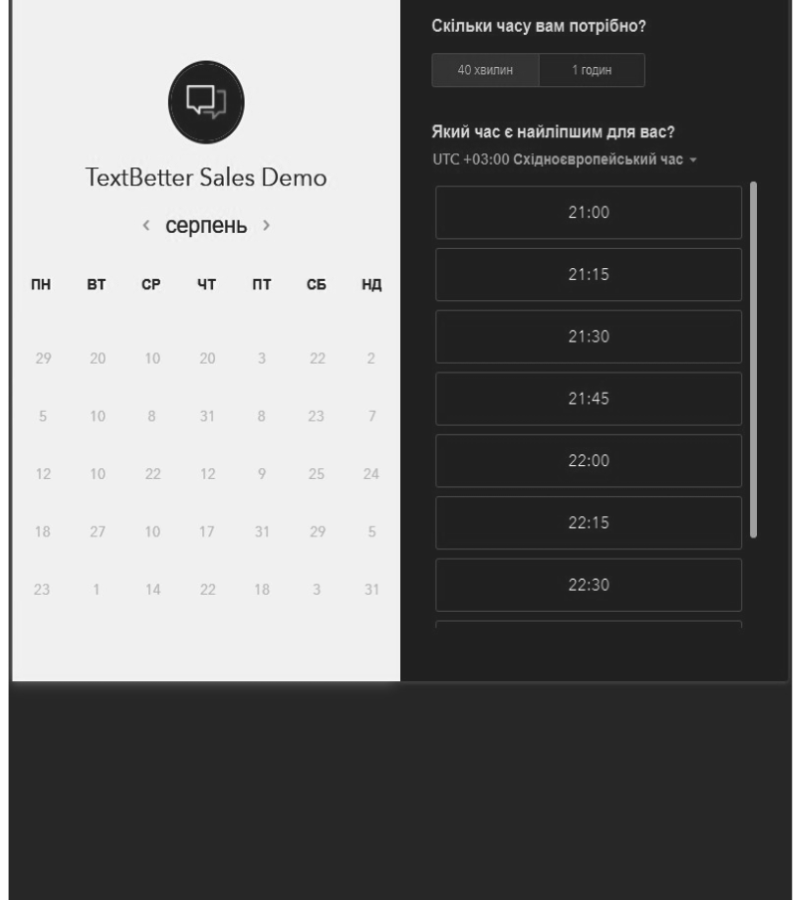 TextBetter Sales Demo
серпень
ПН ВТ СР ЧТ ПТ СБ НД
29 20 10 20 3 22 2
5 10 8 31 8 23 7
12 10 22 12 9 25 24
18 27 10 17 31 29 5
23 1 14 22 18 3 31
Скільки часу вам потрібно?
40 хвилин 1 годин
Який час є найліпшим для вас?
UTC +03:00 Східноєвропейський час
21:00
21:15
21:30
21:45
22:00
22:15
22:30